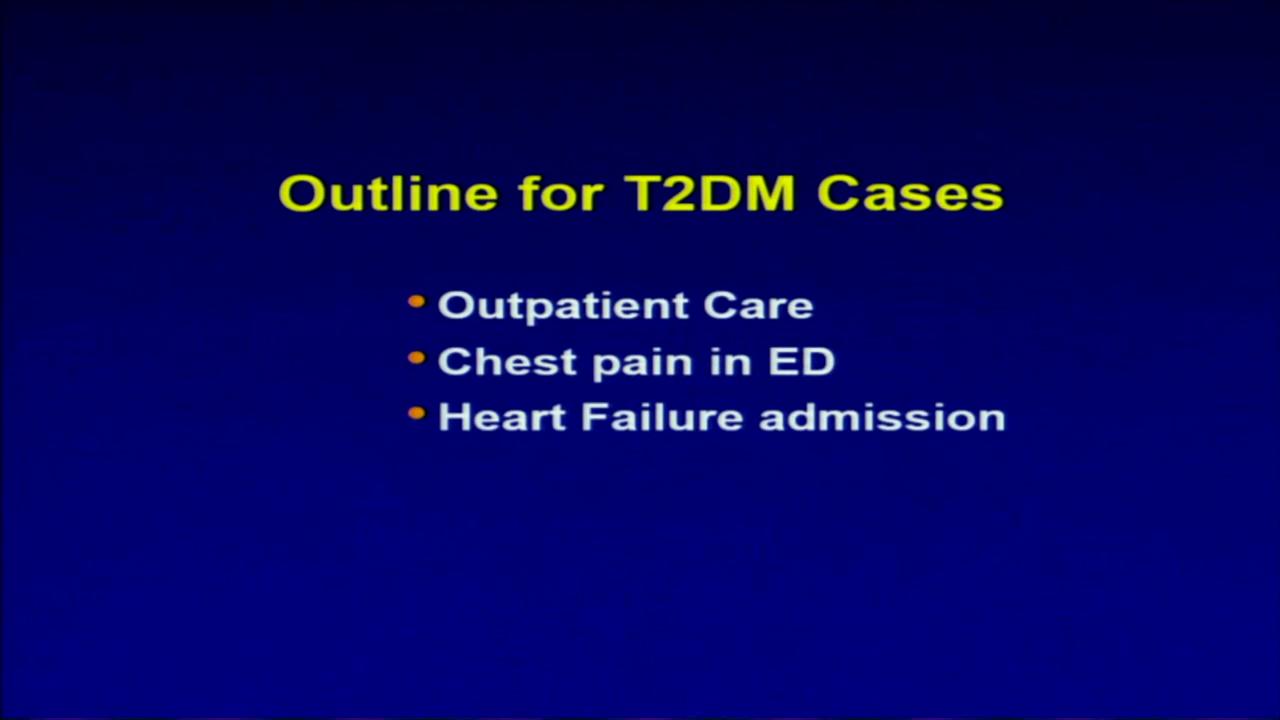 Outline for T2DM Cases
Outpatient Care
Chest pain in ED
Heart Failure admission